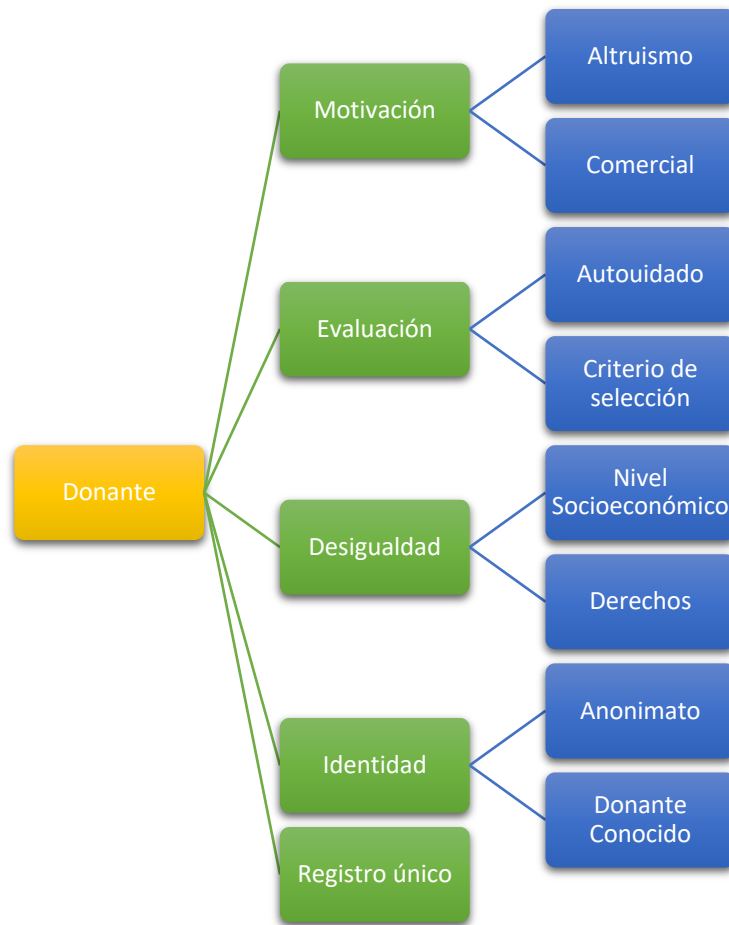 Donante
Motivación
Altruismo
Comercial
Evaluación
Autouidado
Criterio de
selección
Desigualdad
Nivel
Socioeconómico
Derechos
Identidad
Anonimato
Donante
Conocido
Registro único